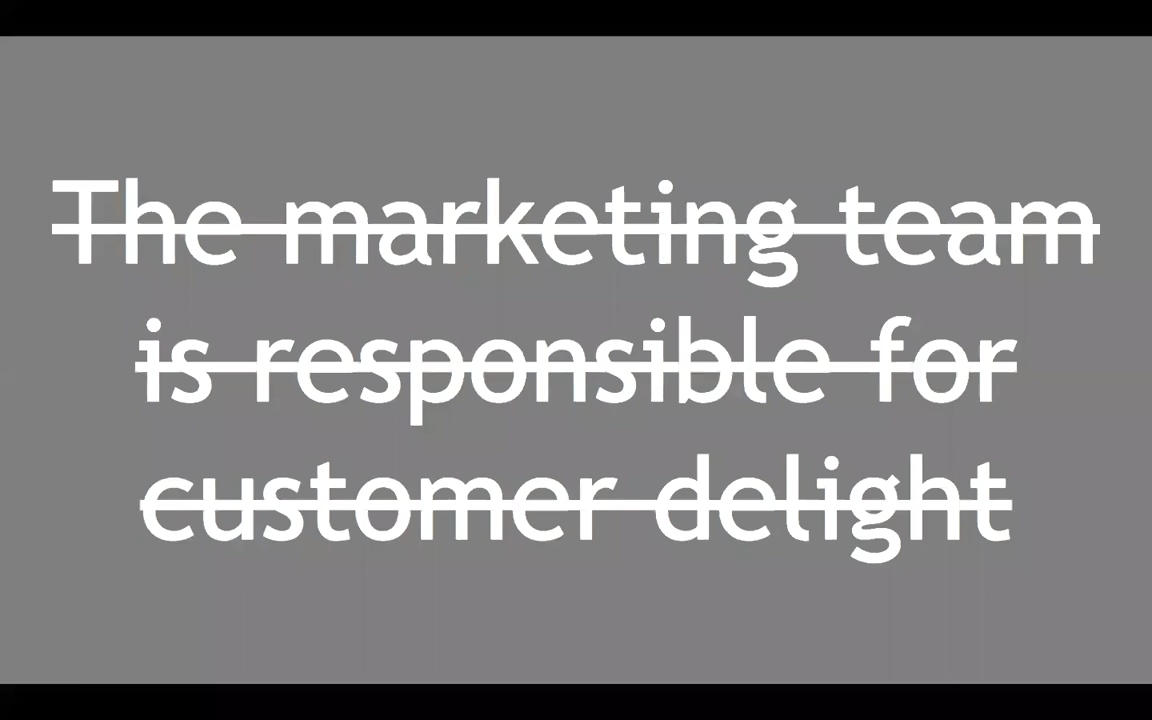 The marketing team
is responsible for
customer delight